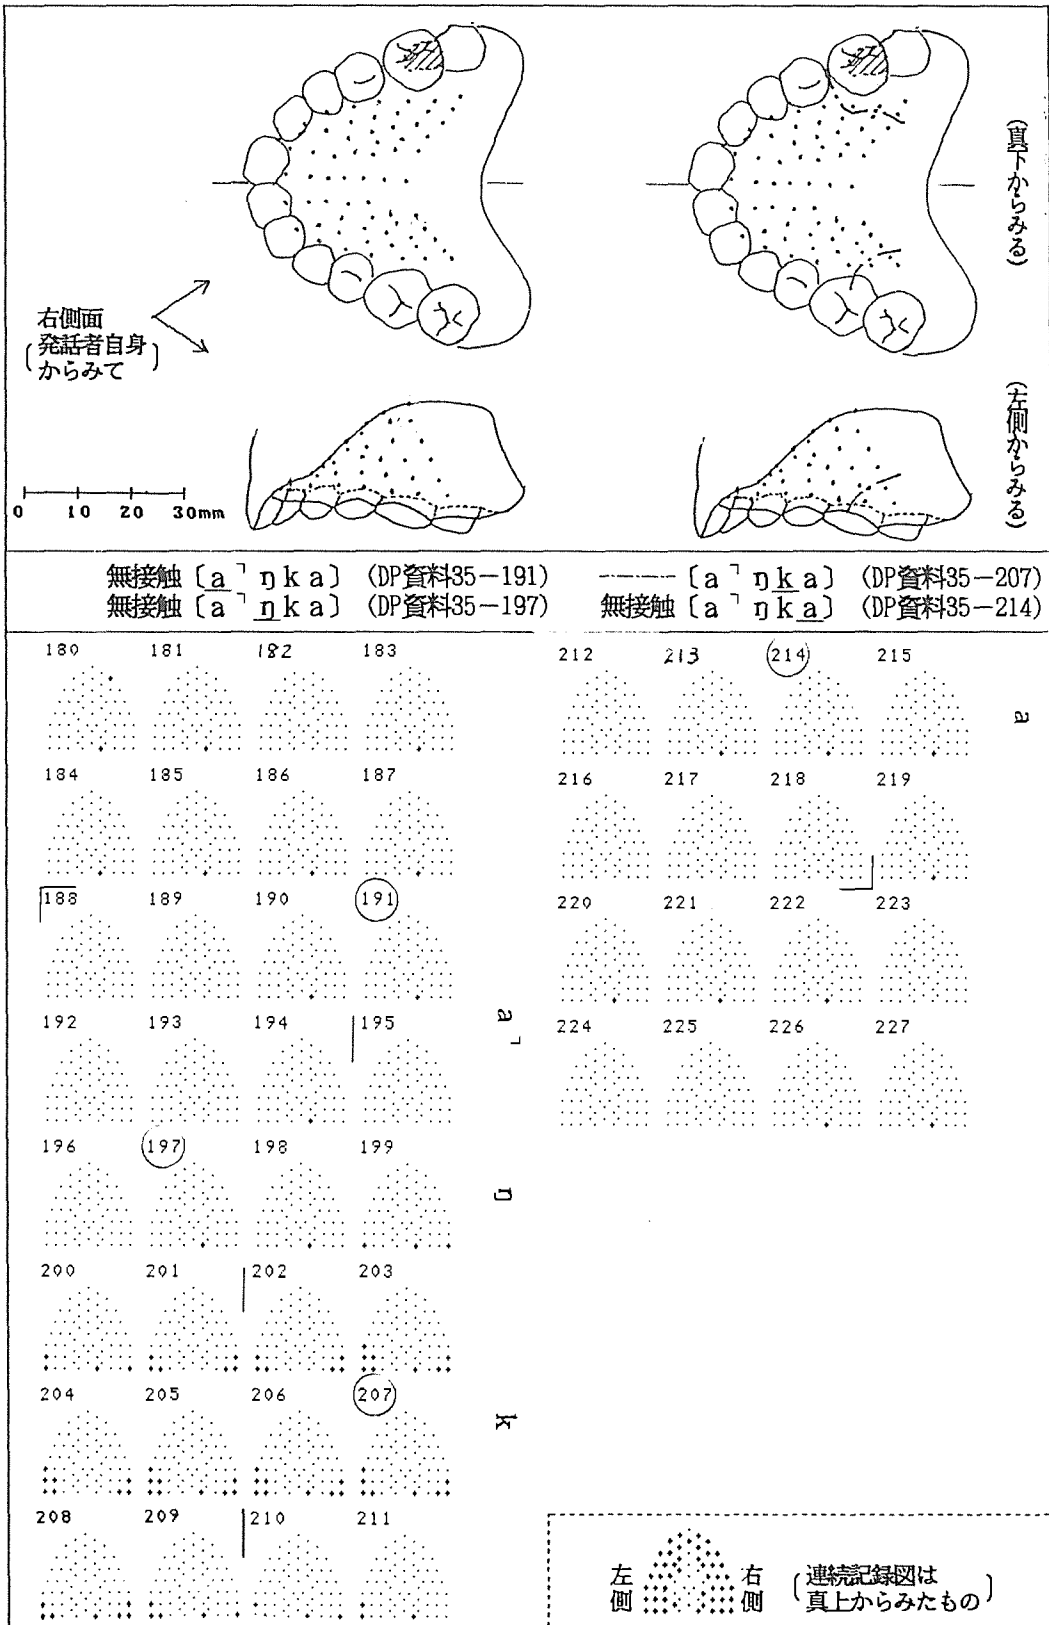 (真下からみる)
右側面
(発話者自身
からみて)
(左側からみる)
0 10 20 30mm
無接触 〔a ̚ ŋ k a〕 (DP資料35-191)
無接触 〔a ̚ ŋ k a〕 (DP資料35-197)
〔a ̚ ŋ k a〕 (DP資料35-207)
無接触 〔a ̚ ŋ k a〕 (DP資料35-214)
180 181 182 183
184 185 186 187
188 189 190 191
a ̚
192 193 194 195
196 197 198 199
ŋ
200 201 202 203
204 205 206 207
k
208 209 210 211
212 213 214 215
a
216 217 218 219
220 221 222 223
224 225 226 227
左側
右側
(連続記録図は
真上からみたもの)